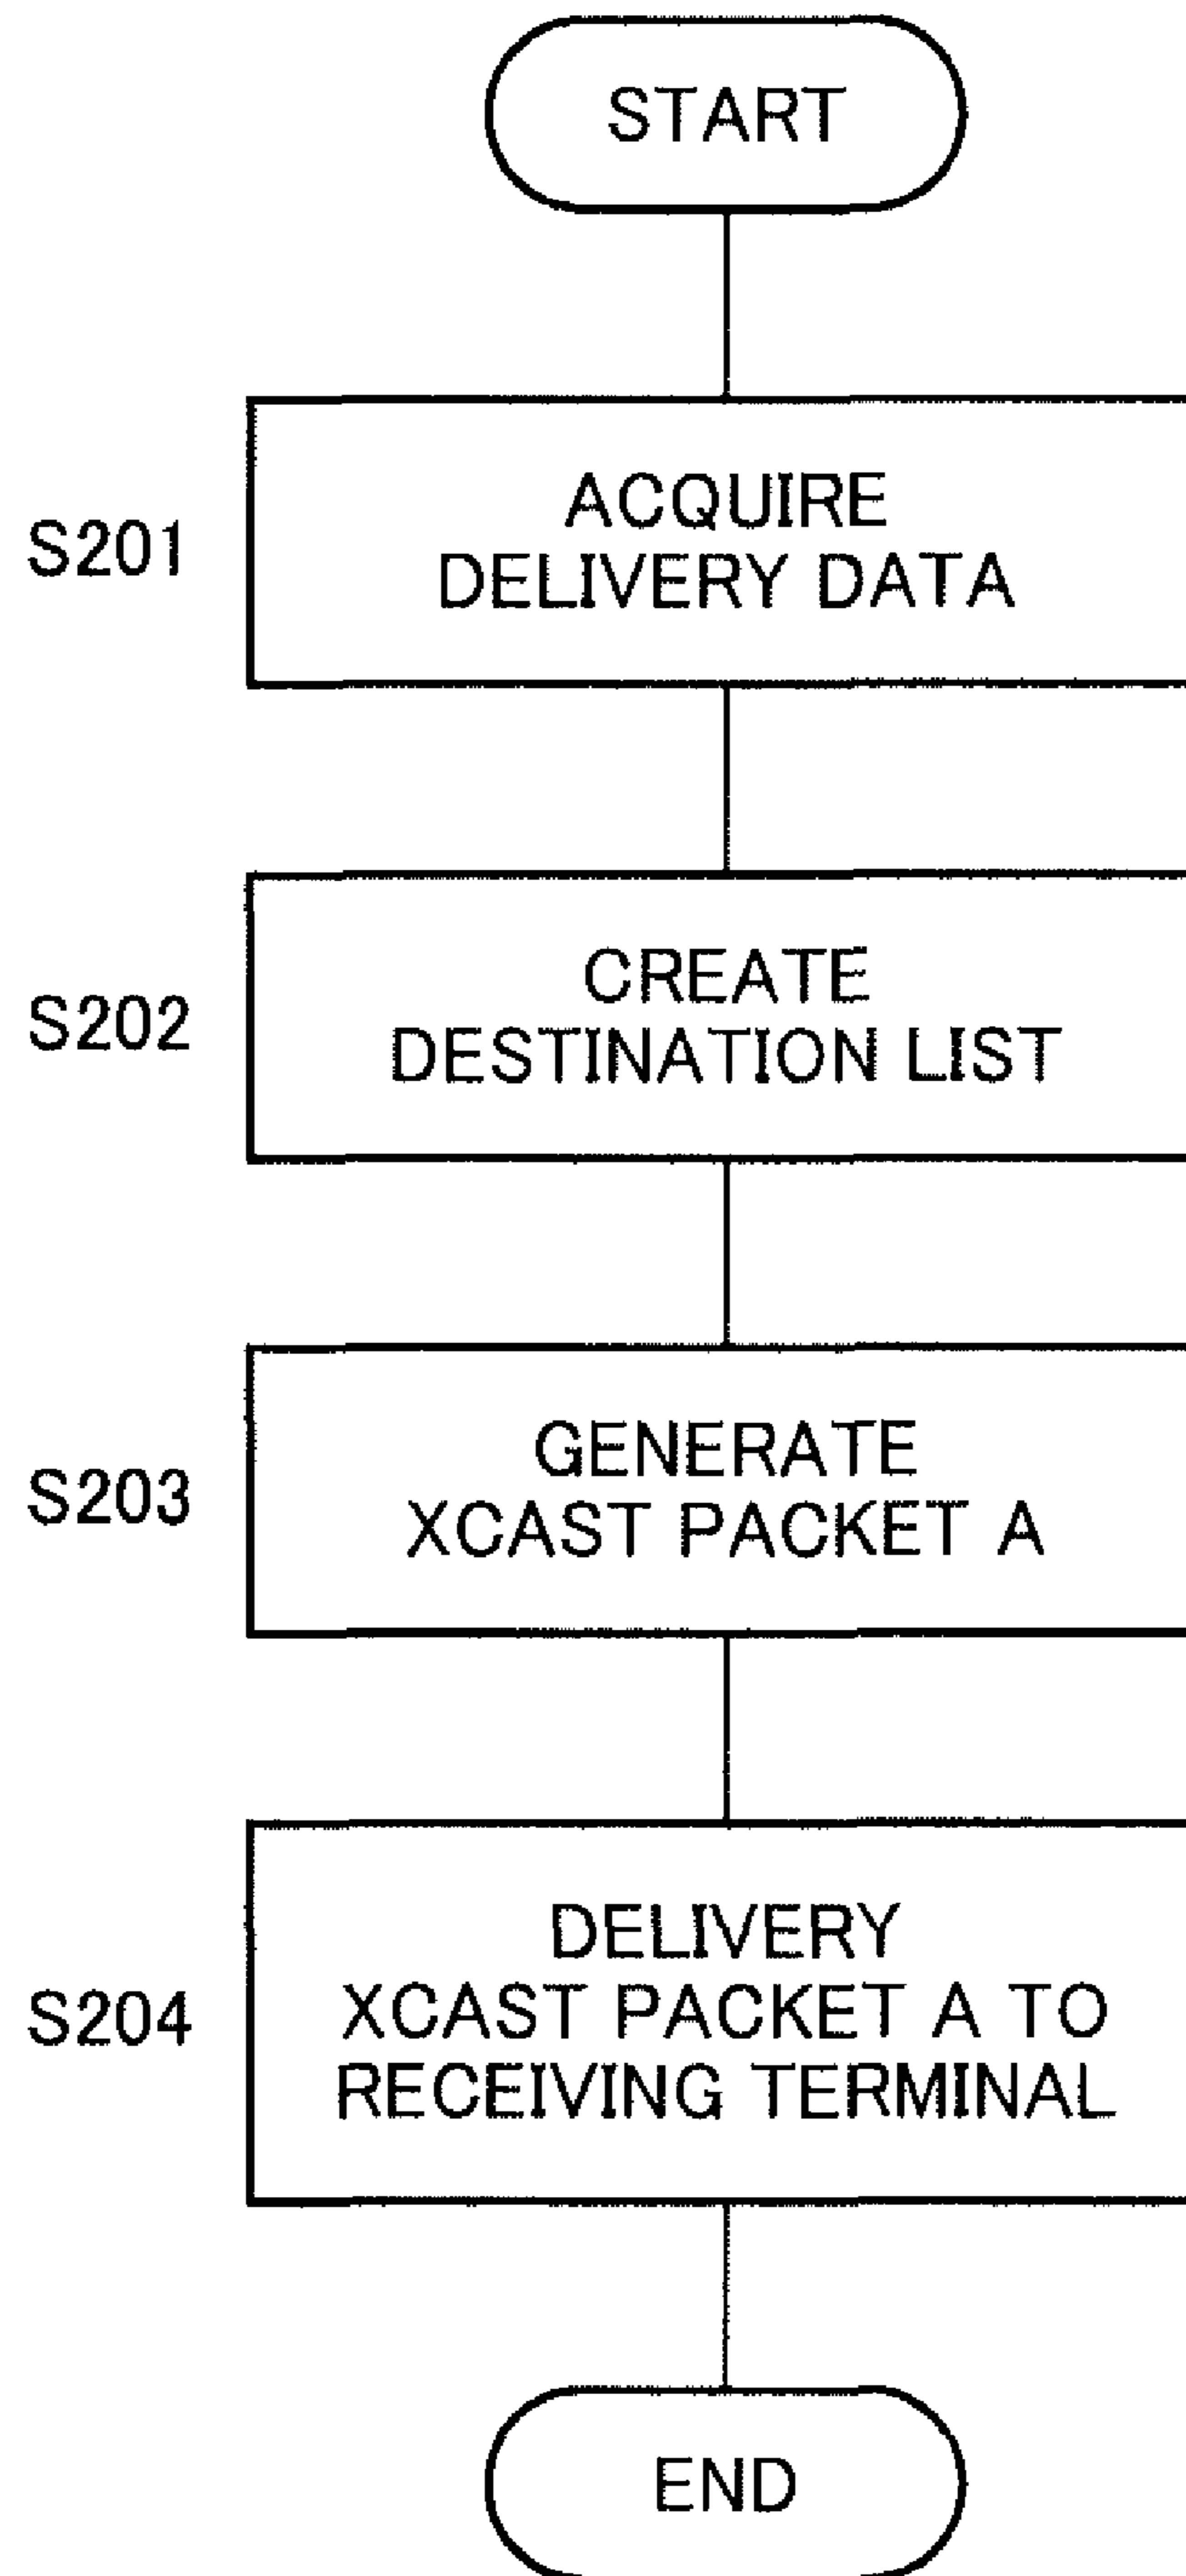 START
S201
ACQUIRE
DELIVERY DATA
S202
CREATE
DESTINATION LIST
S203
GENERATE
XCAST PACKET A
S204
DELIVERY
XCAST PACKET A TO
RECEIVING TERMINAL
END